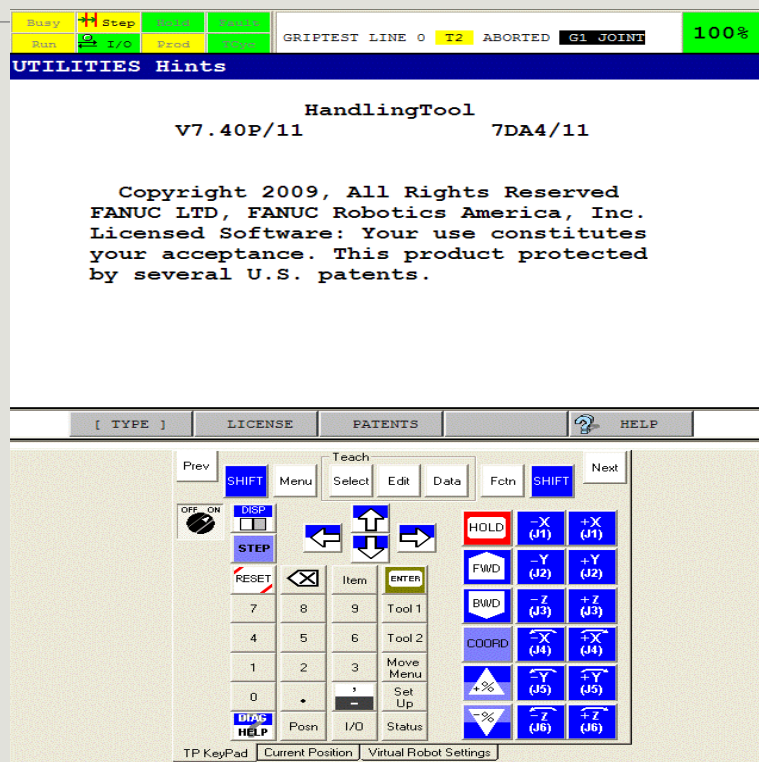 Busy Step Hold Fault
Run I/O Prod TCyc
GRIPTEST LINE 0 T2 ABORTED G1 JOINT
100%
UTILITIES Hints
HandlingTool
V7.40P/11 7DA4/11
Copyright 2009, All Rights Reserved
FANUC LTD, FANUC Robotics America, Inc.
Licensed Software: Your use constitutes
your acceptance. This product protected
by several U.S. patents.
[ TYPE ] LICENSE PATENTS HELP
Teach
Prev SHIFT Menu Select Edit Data Fctn SHIFT Next
OFF ON DISP
STEP
HOLD -X (J1) +X (J1)
RESET Item ENTER FWD -Y (J2) +Y (J2)
7 8 9 Tool 1 BWD -Z (J3) +Z (J3)
4 5 6 Tool 2 COORD -X (J4) +X (J4)
1 2 3 Move Menu +% -Y (J5) +Y (J5)
0 . , - Set Up -% -Z (J6) +Z (J6)
DIAG HELP Posn I/O Status
TP KeyPad Current Position Virtual Robot Settings